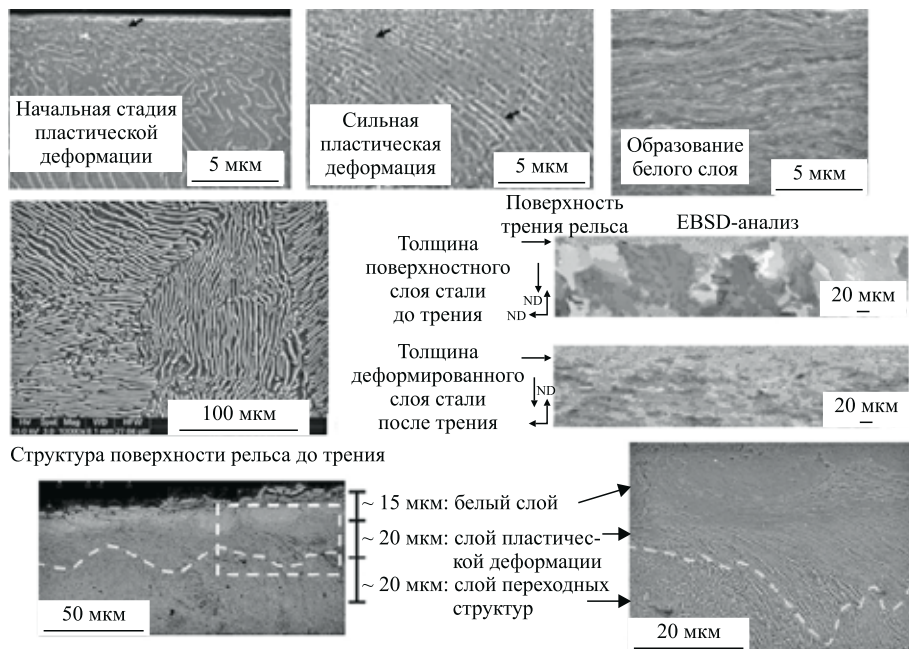 Начальная стадия
пластической
деформации
5 мкм
Сильная
пластическая
деформация
5 мкм
Образование
белого слоя
5 мкм
100 мкм
Структура поверхности рельса до трения
Поверхность
трения рельса
EBSD-анализ
Толщина
поверхностного
слоя стали
до трения
ND
ND
20 мкм
Толщина
деформированного
слоя стали
после трения
ND
20 мкм
50 мкм
~ 15 мкм: белый слой
~ 20 мкм: слой пластичес-
кой деформации
~ 20 мкм: слой переходных
структур
20 мкм